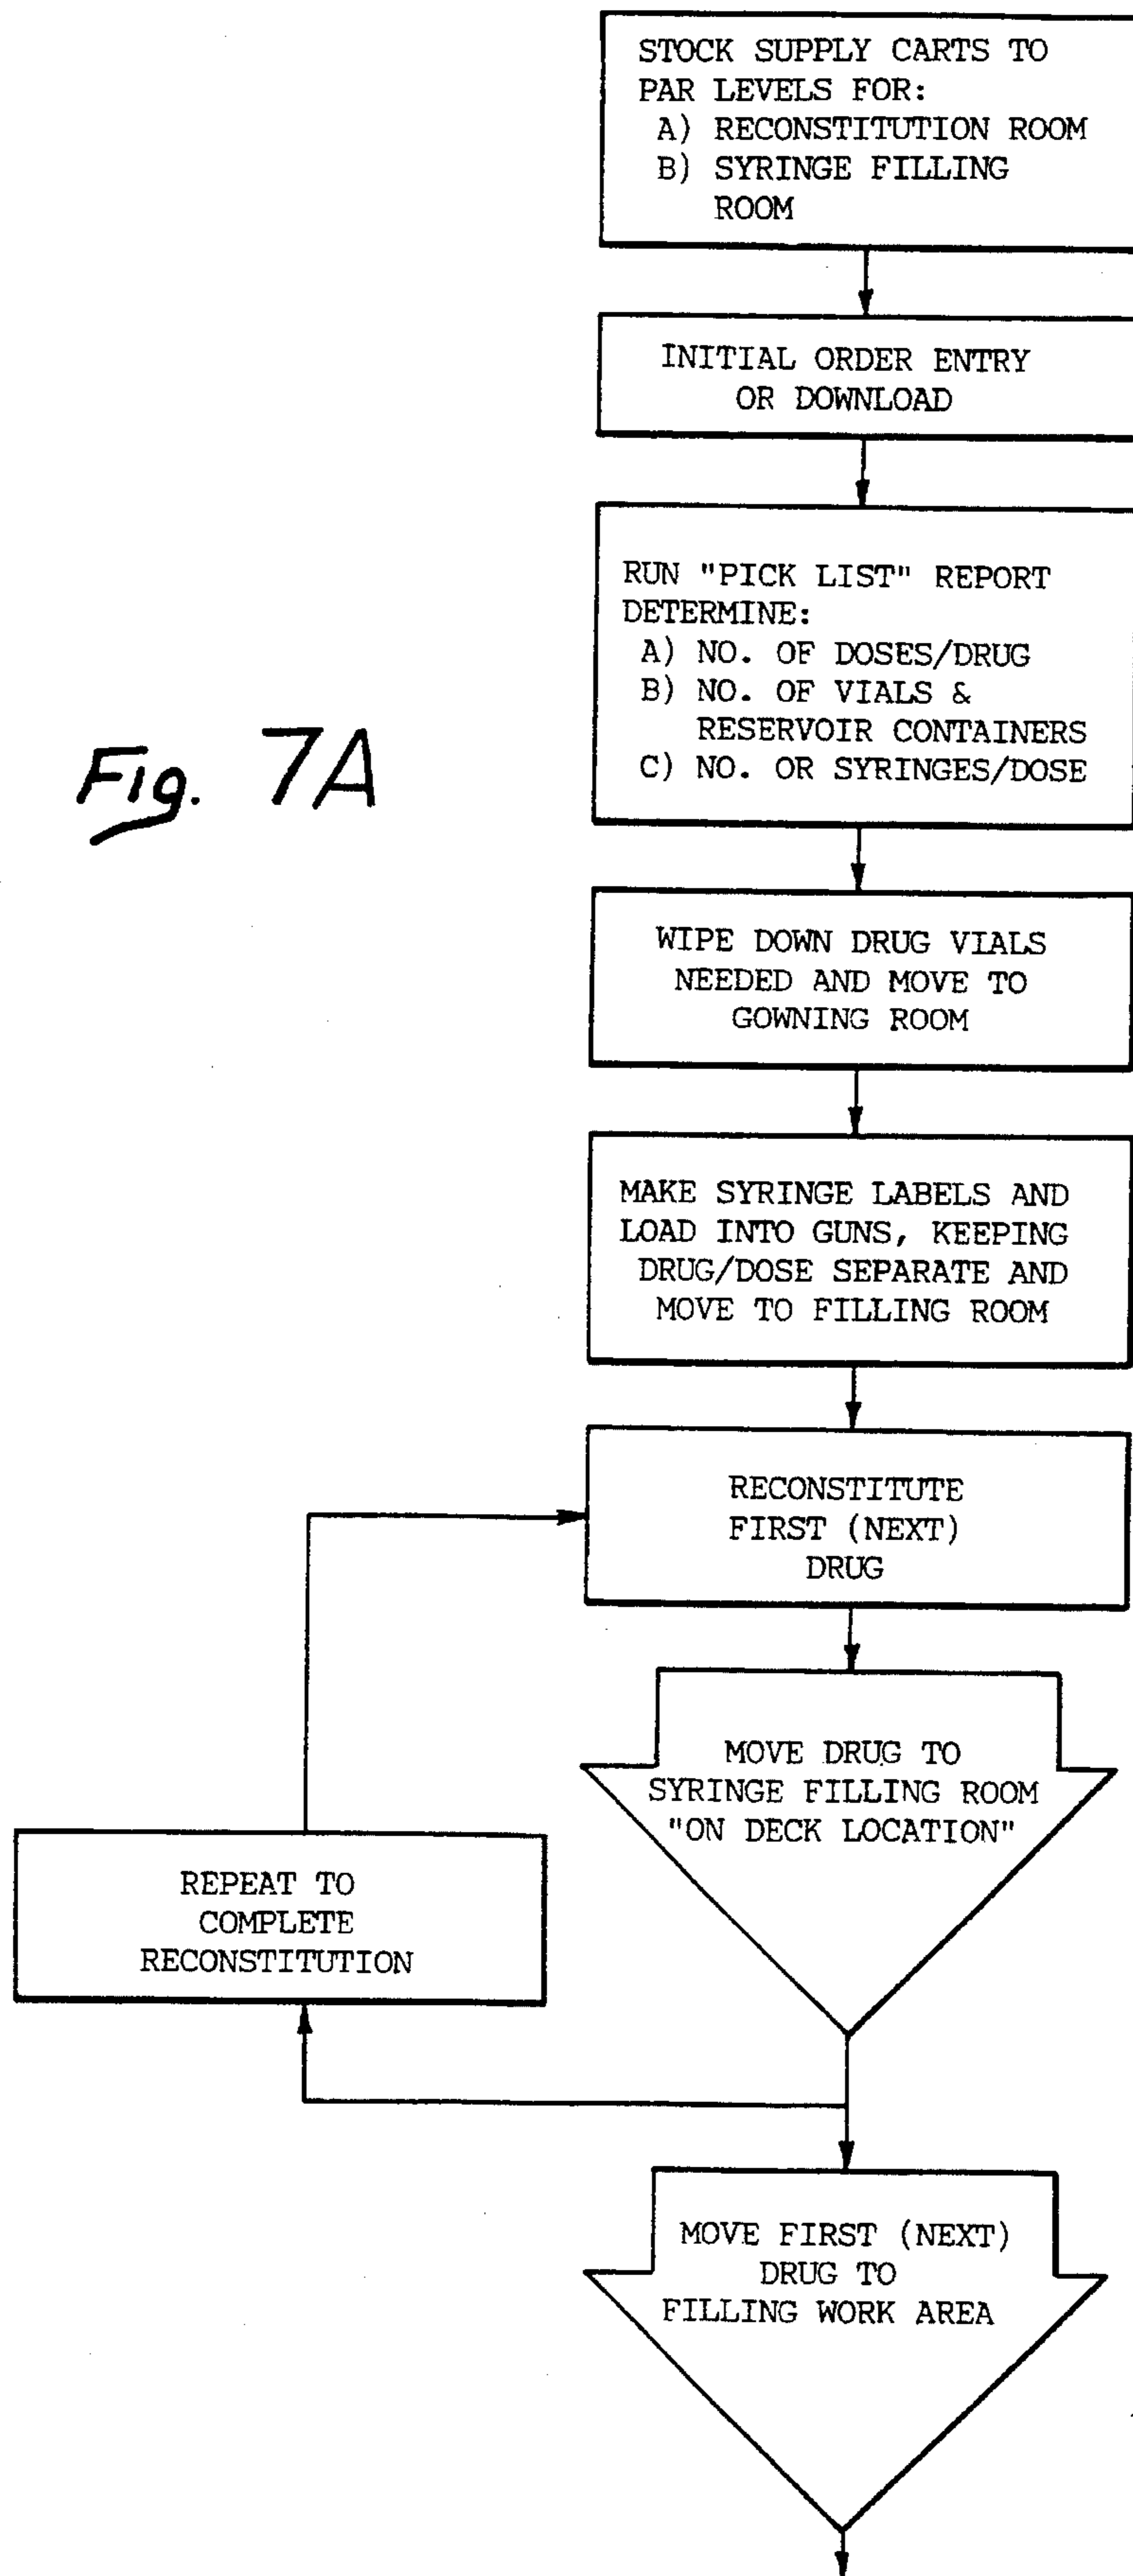 STOCK SUPPLY CARTS TO
PAR LEVELS FOR:
A) RECONSTITUTION ROOM
B) SYRINGE FILLING
ROOM
INITIAL ORDER ENTRY
OR DOWNLOAD
RUN "PICK LIST" REPORT
DETERMINE:
A) NO. OF DOSES/DRUG
B) NO. OF VIALS &
RESERVOIR CONTAINERS
C) NO. OR SYRINGES/DOSE
Fig. 7A
WIPE DOWN DRUG VIALS
NEEDED AND MOVE TO
GOWNING ROOM
MAKE SYRINGE LABELS AND
LOAD INTO GUNS, KEEPING
DRUG/DOSE SEPARATE AND
MOVE TO FILLING ROOM
RECONSTITUTE
FIRST (NEXT)
DRUG
MOVE DRUG TO
SYRINGE FILLING ROOM
"ON DECK LOCATION"
REPEAT TO
COMPLETE
RECONSTITUTION
MOVE FIRST (NEXT)
DRUG TO
FILLING WORK AREA